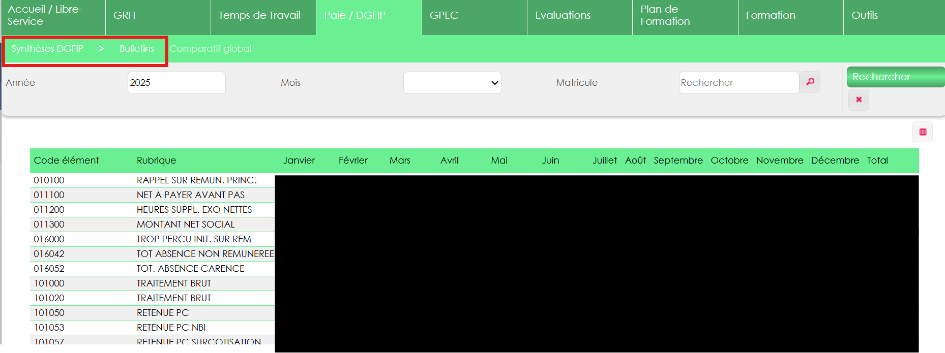 Accueil / Libre-Service GRH Temps de Travail Paie / DGFIP GPEC Evaluations Plan de Formation Formation Outils
Synthèses DGFIP > Bulletins Comparatif global
Année 2025 Mois Matricule Rechercher Rechercher
Code élément Rubrique Janvier Février Mars Avril Mai Juin Juillet Août Septembre Octobre Novembre Décembre Total
010100 RAPPEL SUR REMUN. PRINC.
011100 NET A PAYER AVANT PAS
011200 HEURES SUPPL. EXO NETTES
011300 MONTANT NET SOCIAL
016000 TROP PERCU INIT. SUR REM
016042 TOT ABSENCE NON REMUNEREE
016052 TOT. ABSENCE CARENCE
101000 TRAITEMENT BRUT
101020 TRAITEMENT BRUT
101050 RETENUE PC
101053 RETENUE PC NBI
101057 RETENUE PC SURCOTISATION